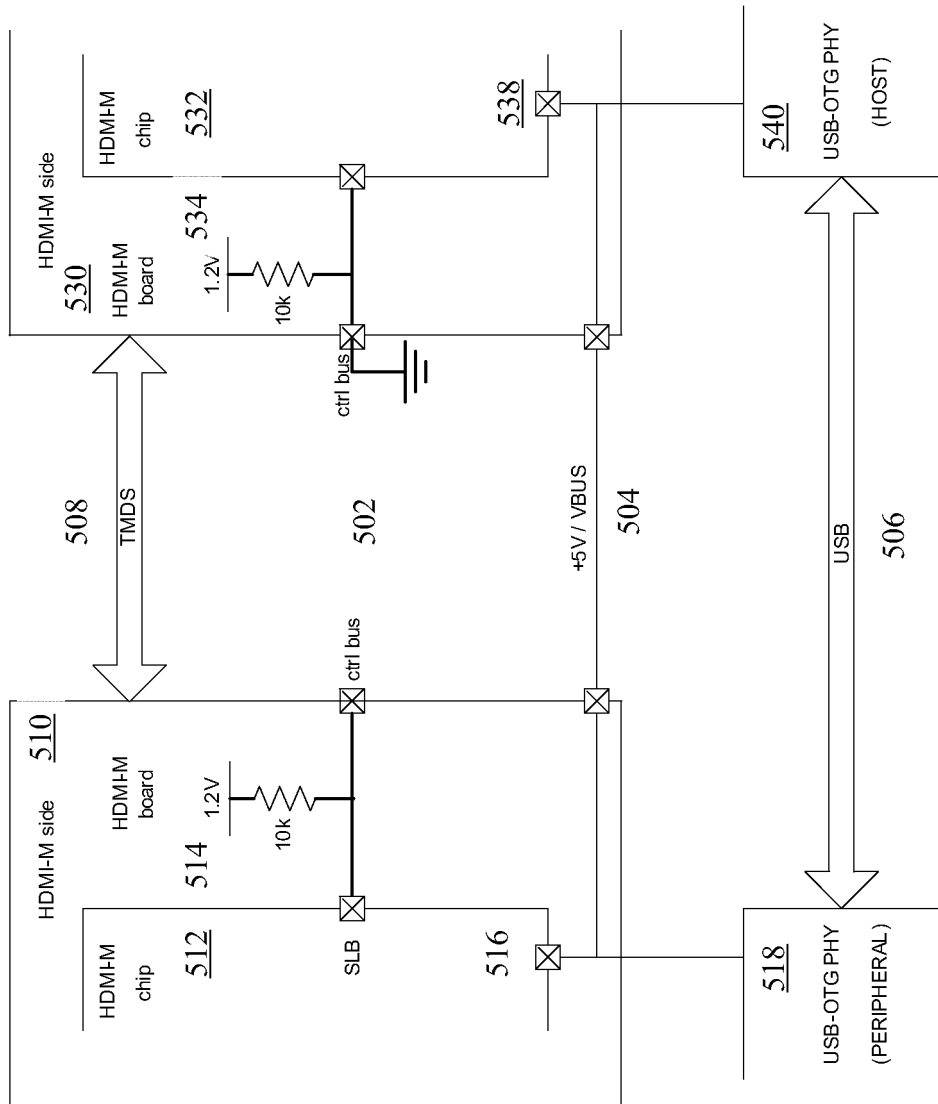 HDMI-M side
510
HDMI-M
board
HDMI-M
chip
512
514
1.2V
10k
SLB
ctrl bus
516
518
USB-OTG PHY
(PERIPHERAL)
508
TMDS
502
+5V / VBUS
504
USB
506
HDMI-M side
530
HDMI-M
board
HDMI-M
chip
532
534
1.2V
10k
ctrl bus
538
540
USB-OTG PHY
(HOST)